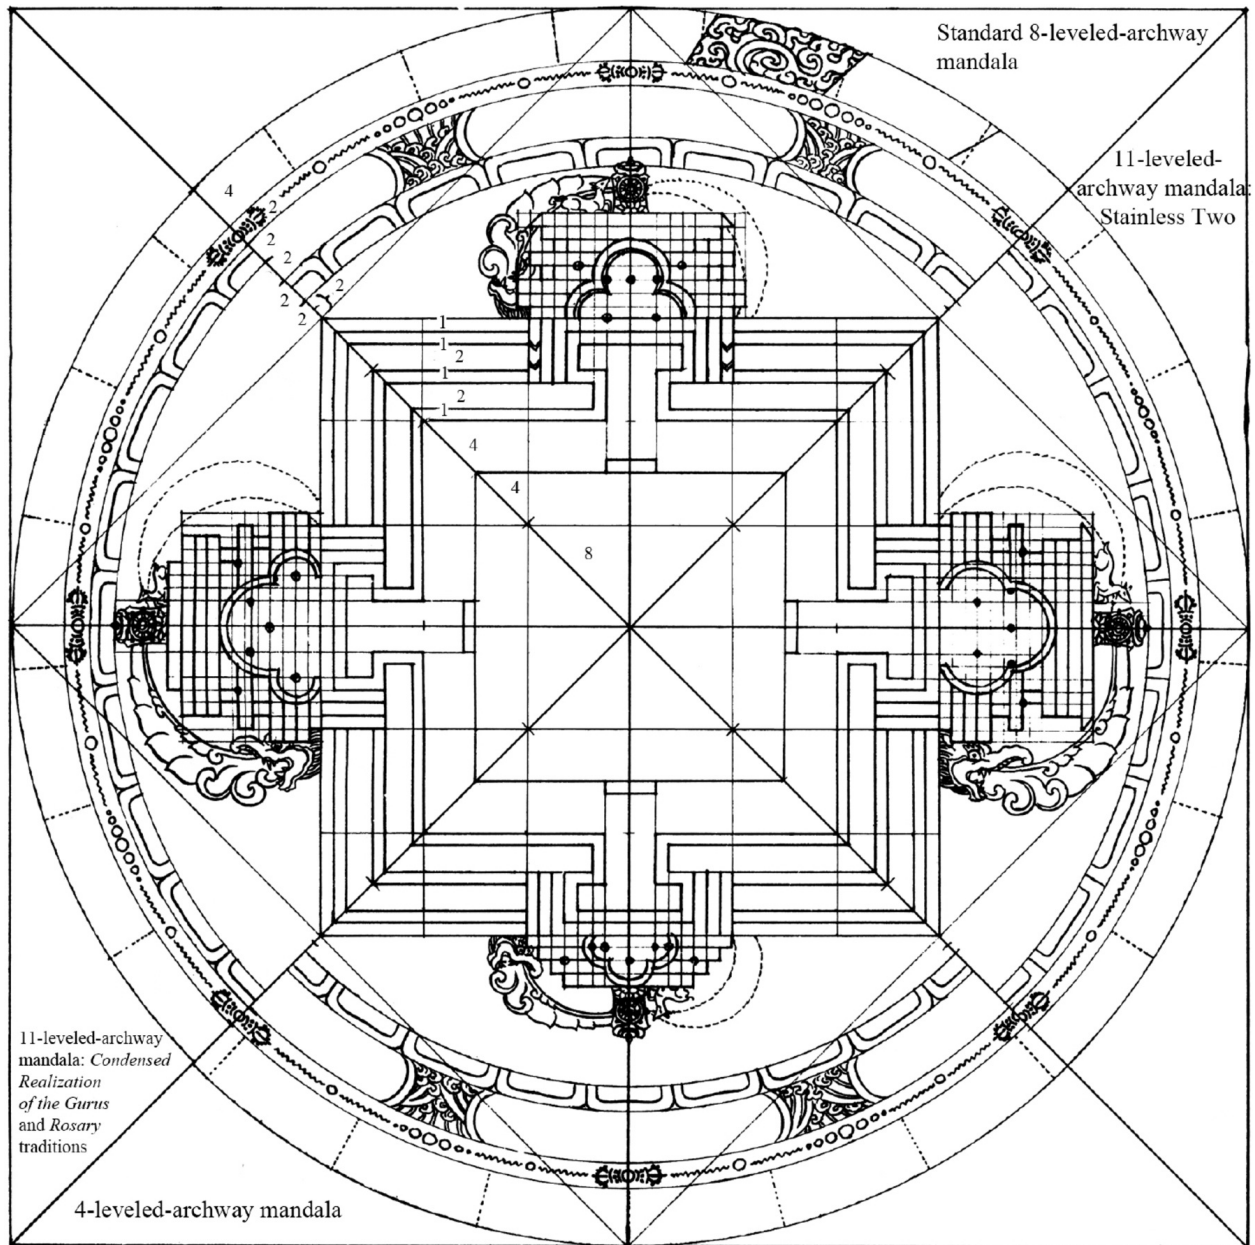 Standard 8-leveled-archway
mandala
11-leveled-
archway mandala:
Stainless Two
4
2
2
2
2
2
2
1
1
2
1
2
1
4
4
8
11-leveled-archway
mandala: Condensed
Realization
of the Gurus
and Rosary
traditions
4-leveled-archway mandala